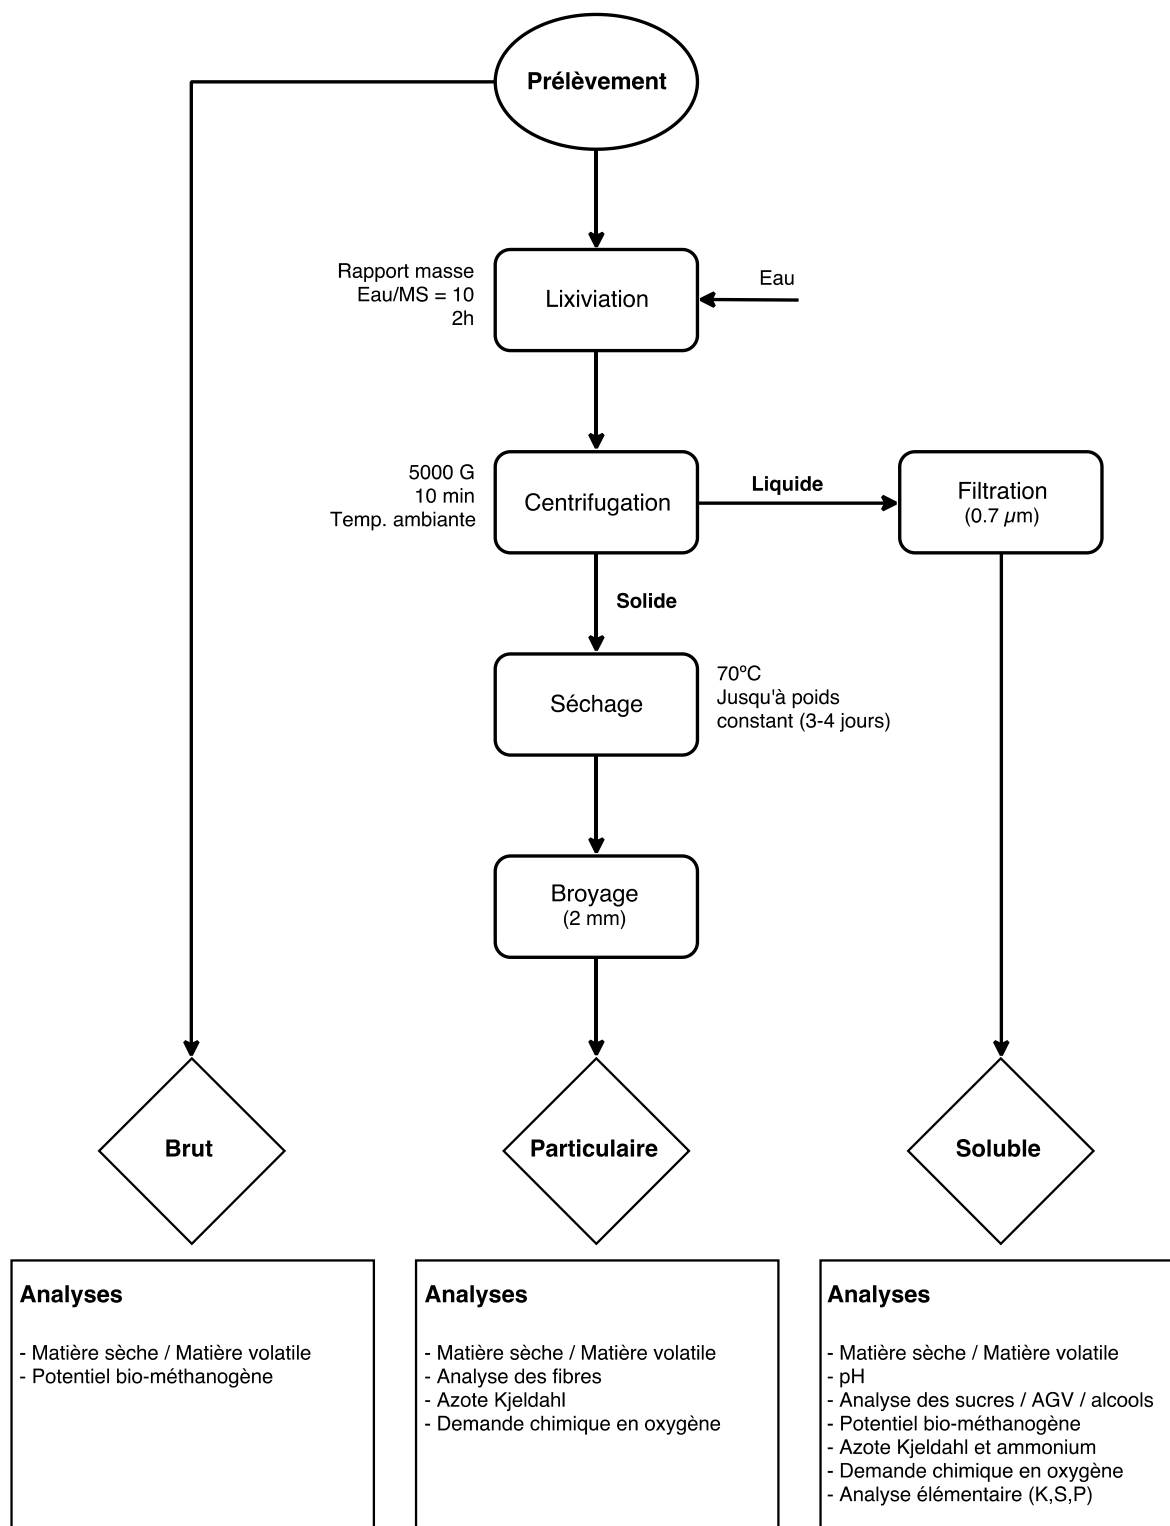 Prélèvement
Rapport masse
Eau/MS = 10
2h
Lixiviation
Eau
5000 G
10 min
Temp. ambiante
Centrifugation
Liquide
Filtration
(0.7 µm)
Solide
Séchage
70ºC
Jusqu'à poids
constant (3-4 jours)
Broyage
(2 mm)
Brut
Particulaire
Soluble
Analyses
- Matière sèche / Matière volatile
- Potentiel bio-méthanogène
Analyses
- Matière sèche / Matière volatile
- Analyse des fibres
- Azote Kjeldahl
- Demande chimique en oxygène
Analyses
- Matière sèche / Matière volatile
- pH
- Analyse des sucres / AGV / alcools
- Potentiel bio-méthanogène
- Azote Kjeldahl et ammonium
- Demande chimique en oxygène
- Analyse élémentaire (K,S,P)